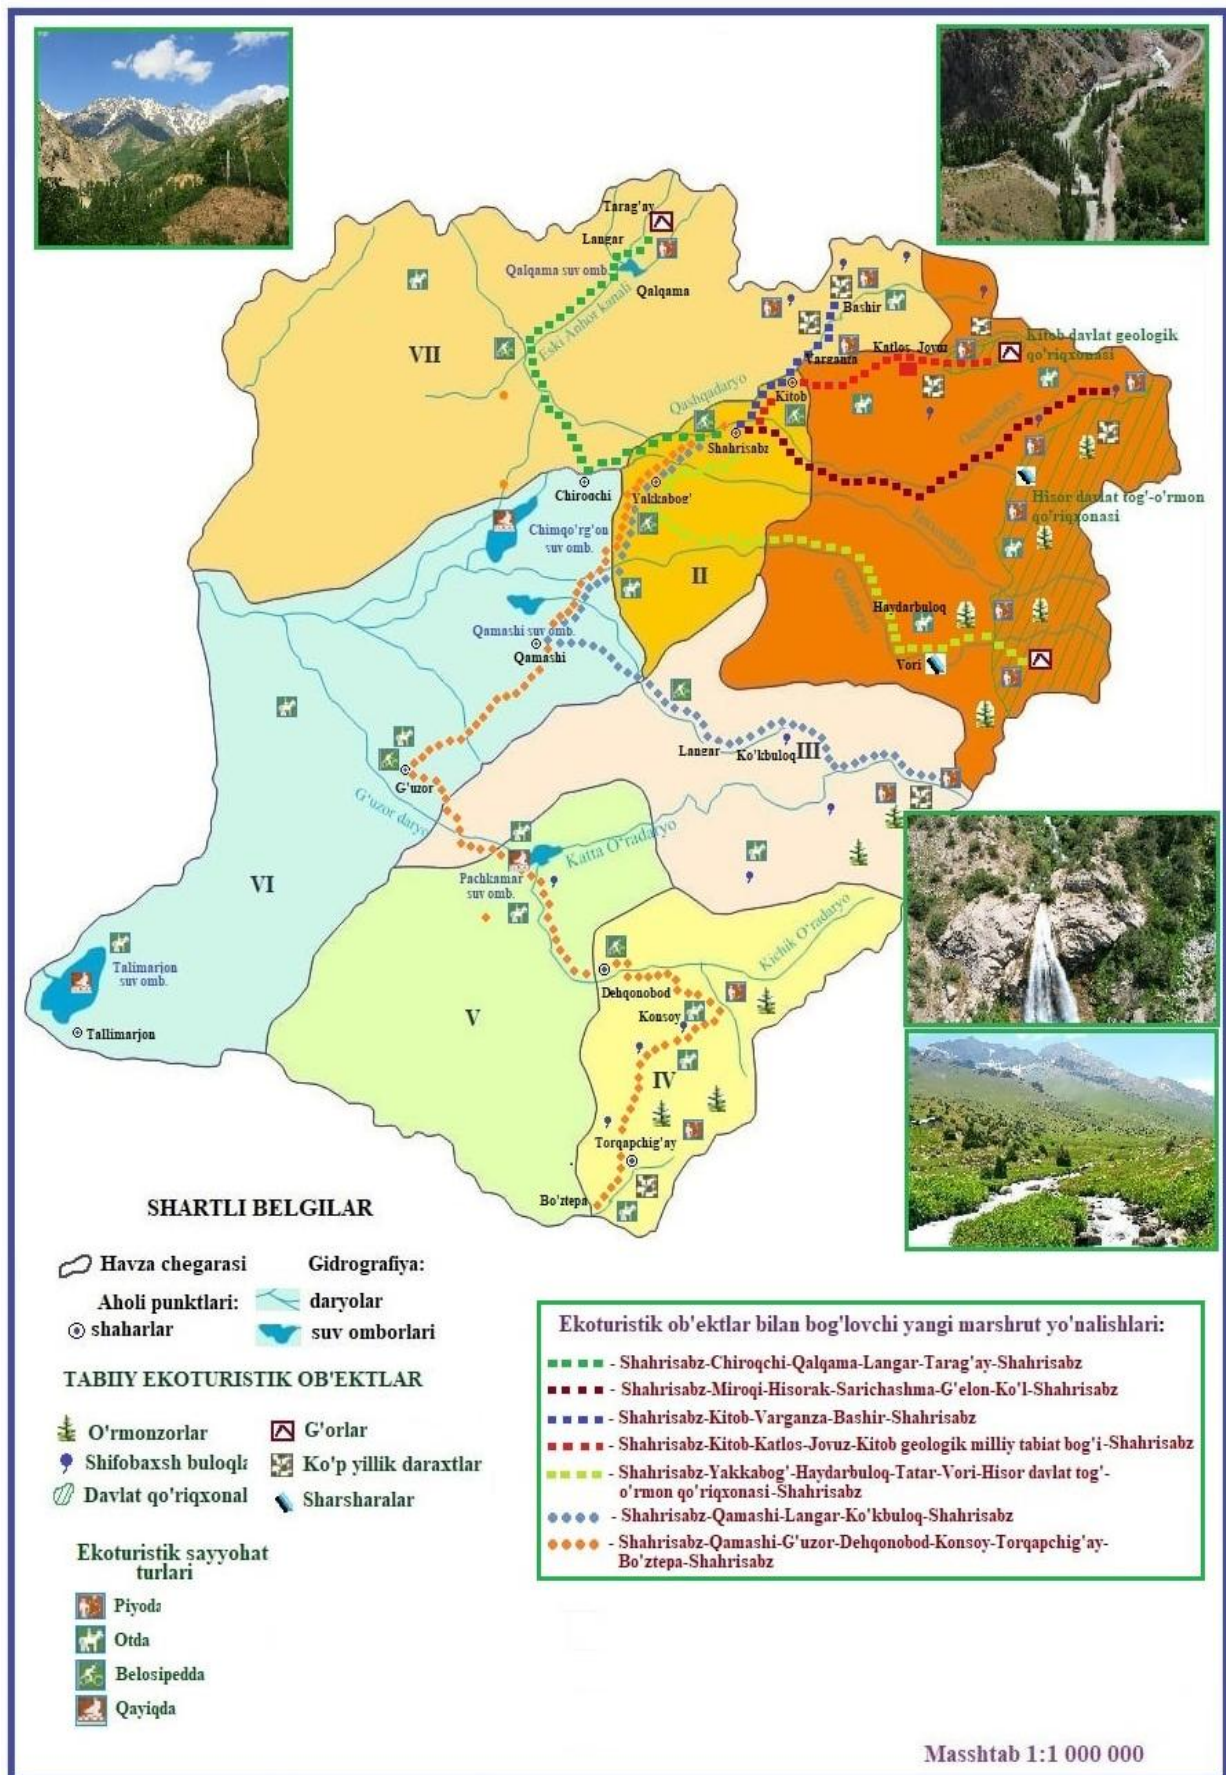 Tarag'ay
Langar
Qalqama suv omb.
Qalqama
Eski Anhor kanali
VII
Bashir
Varganza
Katlos
Jovuz
Kitob davlat geologik
qo'riqxonasi
Kitob
Qashqadaryo
Shahrisabz
Oqsuvdaryo
Chiroqchi
Yakkabog'
Hisor davlat tog'-o'rmon
qo'riqxonasi
Chimqo'rg'on
suv omb.
II
Haydarbuloq
Qamashi suv omb.
Qamashi
Vori
Langar
Ko'kbuloq
III
G'uzor
G'uzor daryo
Katta O'radaryo
VI
Pachkamar
suv omb.
Kichik O'radaryo
Talimarjon
suv omb.
Dehqonobod
V
Konsoy
Tallimarjon
IV
Torqapchig'ay
Bo'ztepa
SHARTLI BELGILAR
Havza chegarasi
Gidrografiya:
Aholi punktlari:
daryolar
shaharlar
suv omborlari
TABIIY EKOTURISTIK OB'EKTLAR
O'rmonzorlar
G'orlar
Shifobaxsh buloqla
Ko'p yillik daraxtlar
Davlat qo'riqxonal
Sharsharalar
Ekoturistik sayyohat
turlari
Piyoda
Otda
Belosipedda
Qayiqda
Ekoturistik ob'ektlar bilan bog'lovchi yangi marshrut yo'nalishlari:
- Shahrisabz-Chiroqchi-Qalqama-Langar-Tarag'ay-Shahrisabz
- Shahrisabz-Miroqi-Hisorak-Sarichashma-G'elon-Ko'l-Shahrisabz
- Shahrisabz-Kitob-Varganza-Bashir-Shahrisabz
- Shahrisabz-Kitob-Katlos-Jovuz-Kitob geologik milliy tabiat bog'i-Shahrisabz
- Shahrisabz-Yakkabog'-Haydarbuloq-Tatar-Vori-Hisor davlat tog'-
o'rmon qo'riqxonasi-Shahrisabz
- Shahrisabz-Qamashi-Langar-Ko'kbuloq-Shahrisabz
- Shahrisabz-Qamashi-G'uzor-Dehqonobod-Konsoy-Torqapchig'ay-
Bo'ztepa-Shahrisabz
Masshtab 1:1 000 000